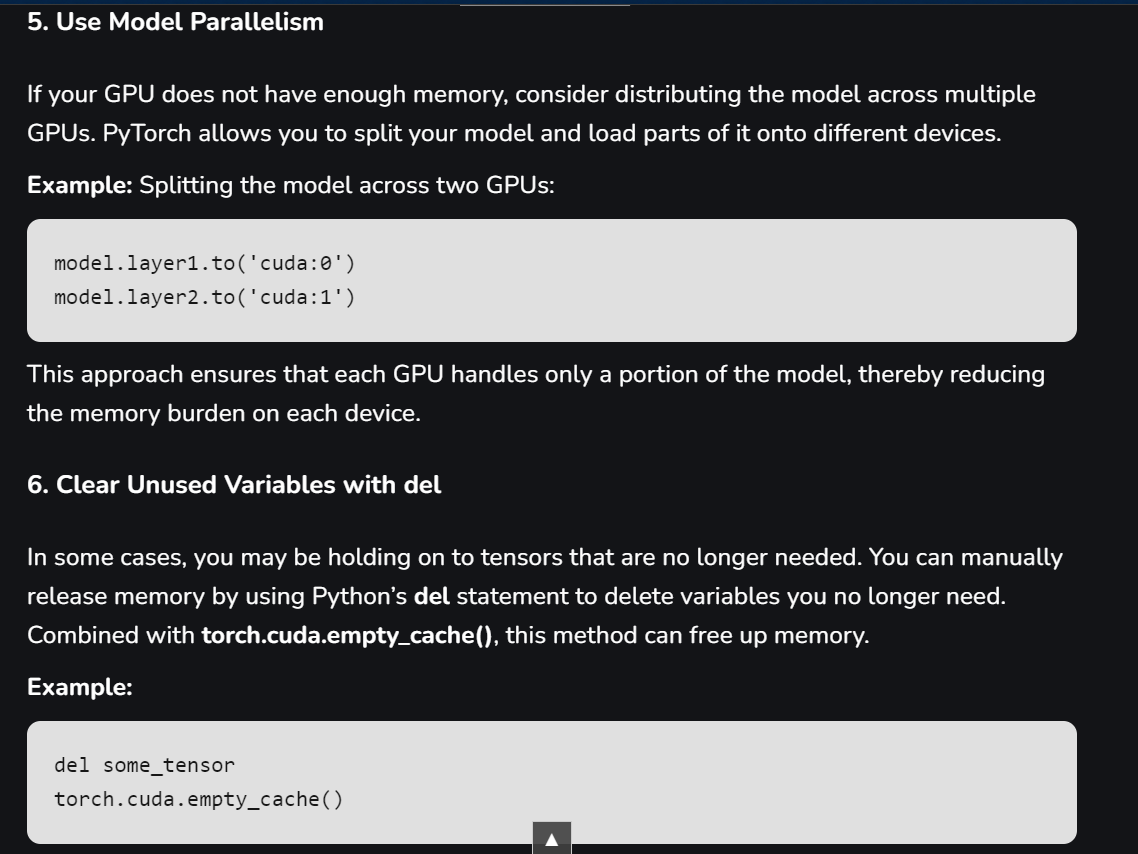 5. Use Model Parallelism
If your GPU does not have enough memory, consider distributing the model across multiple
GPUs. PyTorch allows you to split your model and load parts of it onto different devices.
Example: Splitting the model across two GPUs:
model.layer1.to('cuda:0')
model.layer2.to('cuda:1')
This approach ensures that each GPU handles only a portion of the model, thereby reducing
the memory burden on each device.
6. Clear Unused Variables with del
In some cases, you may be holding on to tensors that are no longer needed. You can manually
release memory by using Python’s del statement to delete variables you no longer need.
Combined with torch.cuda.empty_cache(), this method can free up memory.
Example:
del some_tensor
torch.cuda.empty_cache()